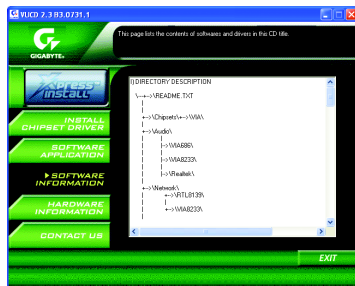 VUCD 2.3 B3.0731.1
GIGABYTE
This page lists the contents of softwares and drivers in this CD title.
Xpress
INSTALL
INSTALL
CHIPSET DRIVER
SOFTWARE
APPLICATION
SOFTWARE
INFORMATION
HARDWARE
INFORMATION
CONTACT US
I) DIRECTORY DESCRIPTION
\--+-->\README.TXT
|
+-->\Chipsets\+-->\VIA\
|
+-->\Audio\
| |->\VIA686\
| |->\VIA8233\
| |->\Realtek\
+-->\Network\
| +-->\RTL8139\
| |
| +-->\VIA8233\
|
EXIT